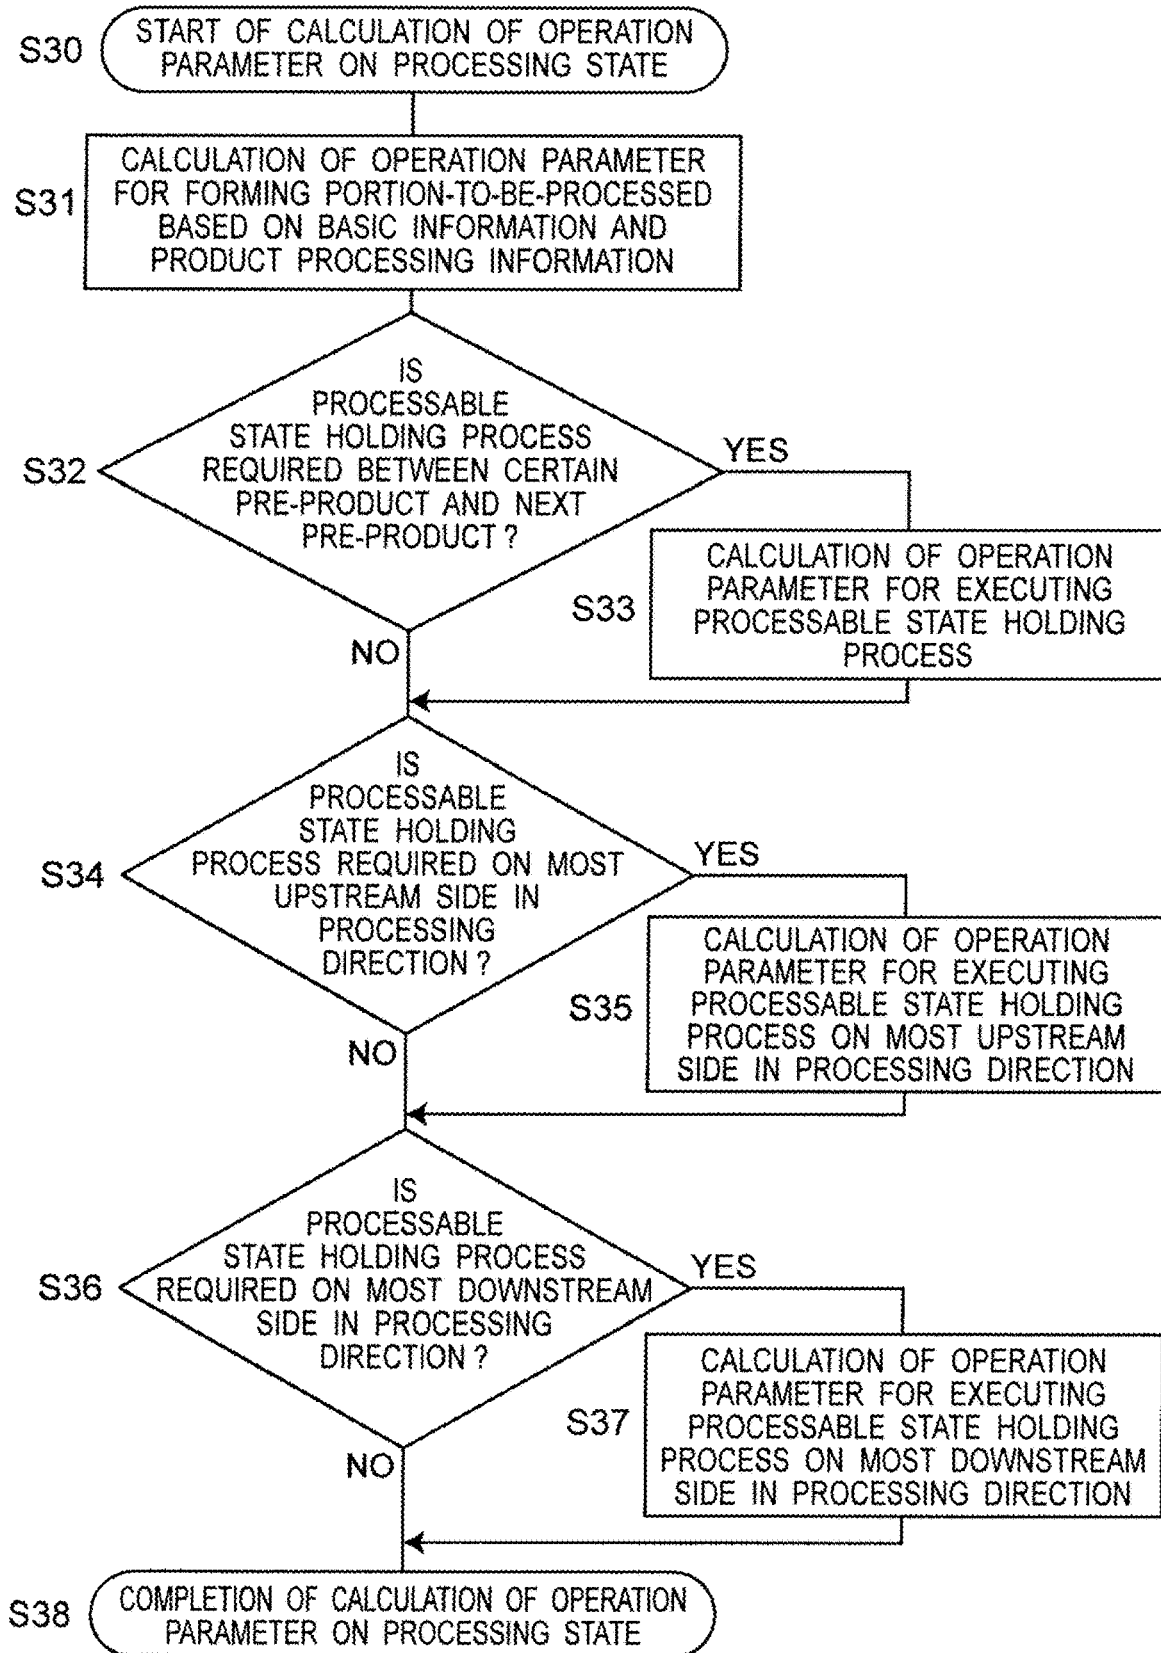 S30
START OF CALCULATION OF OPERATION
PARAMETER ON PROCESSING STATE
S31
CALCULATION OF OPERATION PARAMETER
FOR FORMING PORTION-TO-BE-PROCESSED
BASED ON BASIC INFORMATION AND
PRODUCT PROCESSING INFORMATION
S32
IS
PROCESSABLE
STATE HOLDING PROCESS
REQUIRED BETWEEN CERTAIN
PRE-PRODUCT AND NEXT
PRE-PRODUCT ?
YES
NO
S33
CALCULATION OF OPERATION
PARAMETER FOR EXECUTING
PROCESSABLE STATE HOLDING
PROCESS
S34
IS
PROCESSABLE
STATE HOLDING
PROCESS REQUIRED ON MOST
UPSTREAM SIDE IN
PROCESSING
DIRECTION ?
YES
NO
S35
CALCULATION OF OPERATION
PARAMETER FOR EXECUTING
PROCESSABLE STATE HOLDING
PROCESS ON MOST UPSTREAM
SIDE IN PROCESSING DIRECTION
S36
IS
PROCESSABLE
STATE HOLDING PROCESS
REQUIRED ON MOST DOWNSTREAM
SIDE IN PROCESSING
DIRECTION ?
YES
NO
S37
CALCULATION OF OPERATION
PARAMETER FOR EXECUTING
PROCESSABLE STATE HOLDING
PROCESS ON MOST DOWNSTREAM
SIDE IN PROCESSING DIRECTION
S38
COMPLETION OF CALCULATION OF OPERATION
PARAMETER ON PROCESSING STATE